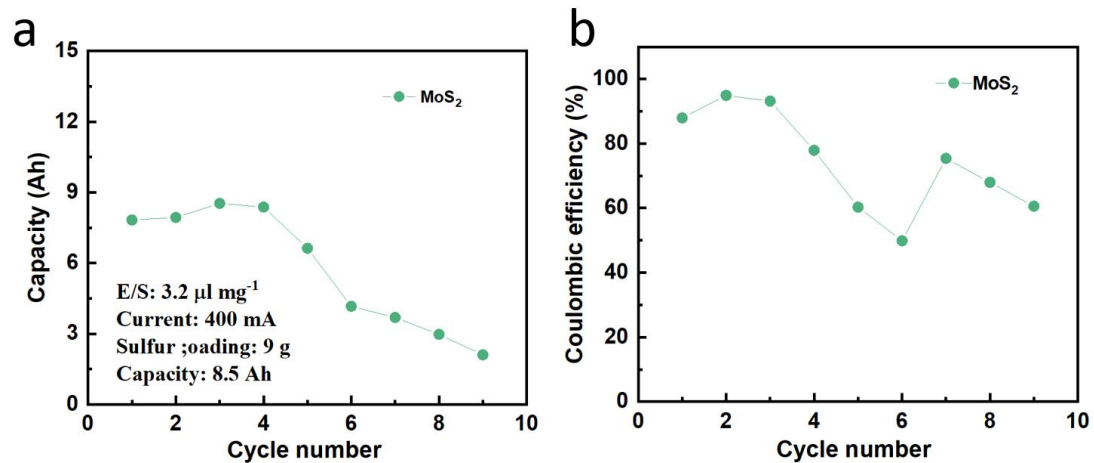 a
15
12
9
6
3
0
Capacity (Ah)
MoS₂
E/S: 3.2 μl mg⁻¹
Current: 400 mA
Sulfur ;oading: 9 g
Capacity: 8.5 Ah
0 2 4 6 8 10
Cycle number
b
100
80
60
40
20
0
Coulombic efficiency (%)
MoS₂
0 2 4 6 8 10
Cycle number